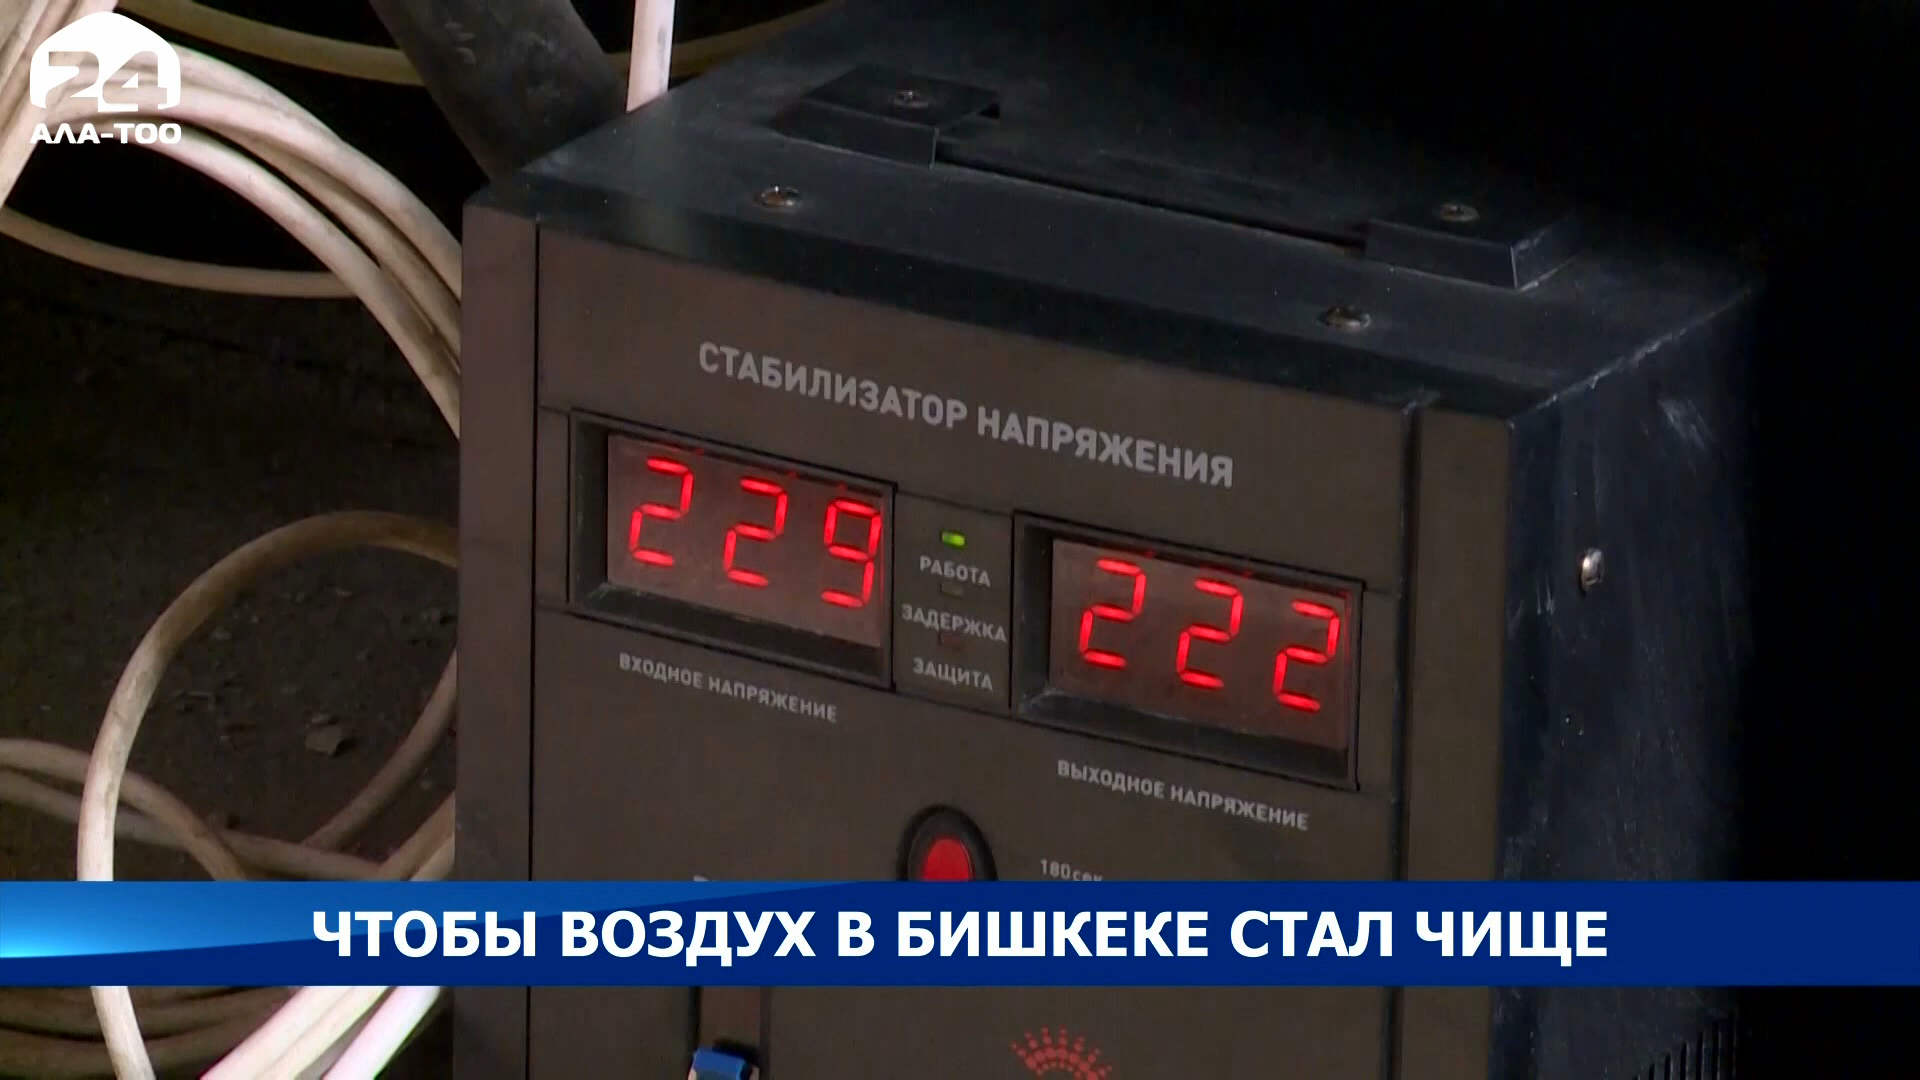 24
АЛА-ТОО
СТАБИЛИЗАТОР НАПРЯЖЕНИЯ
229
РАБОТА
ЗАДЕРЖКА
ЗАЩИТА
222
ВХОДНОЕ НАПРЯЖЕНИЕ
ВЫХОДНОЕ НАПРЯЖЕНИЕ
180сек
ЧТОБЫ ВОЗДУХ В БИШКЕКЕ СТАЛ ЧИЩЕ